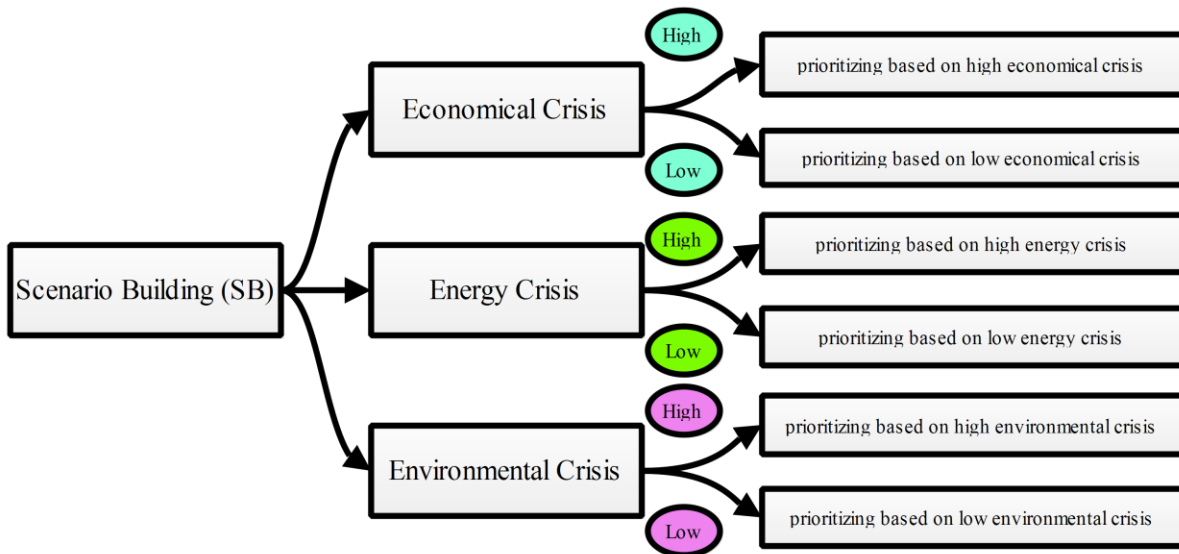 High
prioritizing based on high economical crisis
Economical Crisis
Low
prioritizing based on low economical crisis
High
prioritizing based on high energy crisis
Scenario Building (SB)
Energy Crisis
Low
prioritizing based on low energy crisis
High
prioritizing based on high environmental crisis
Environmental Crisis
Low
prioritizing based on low environmental crisis